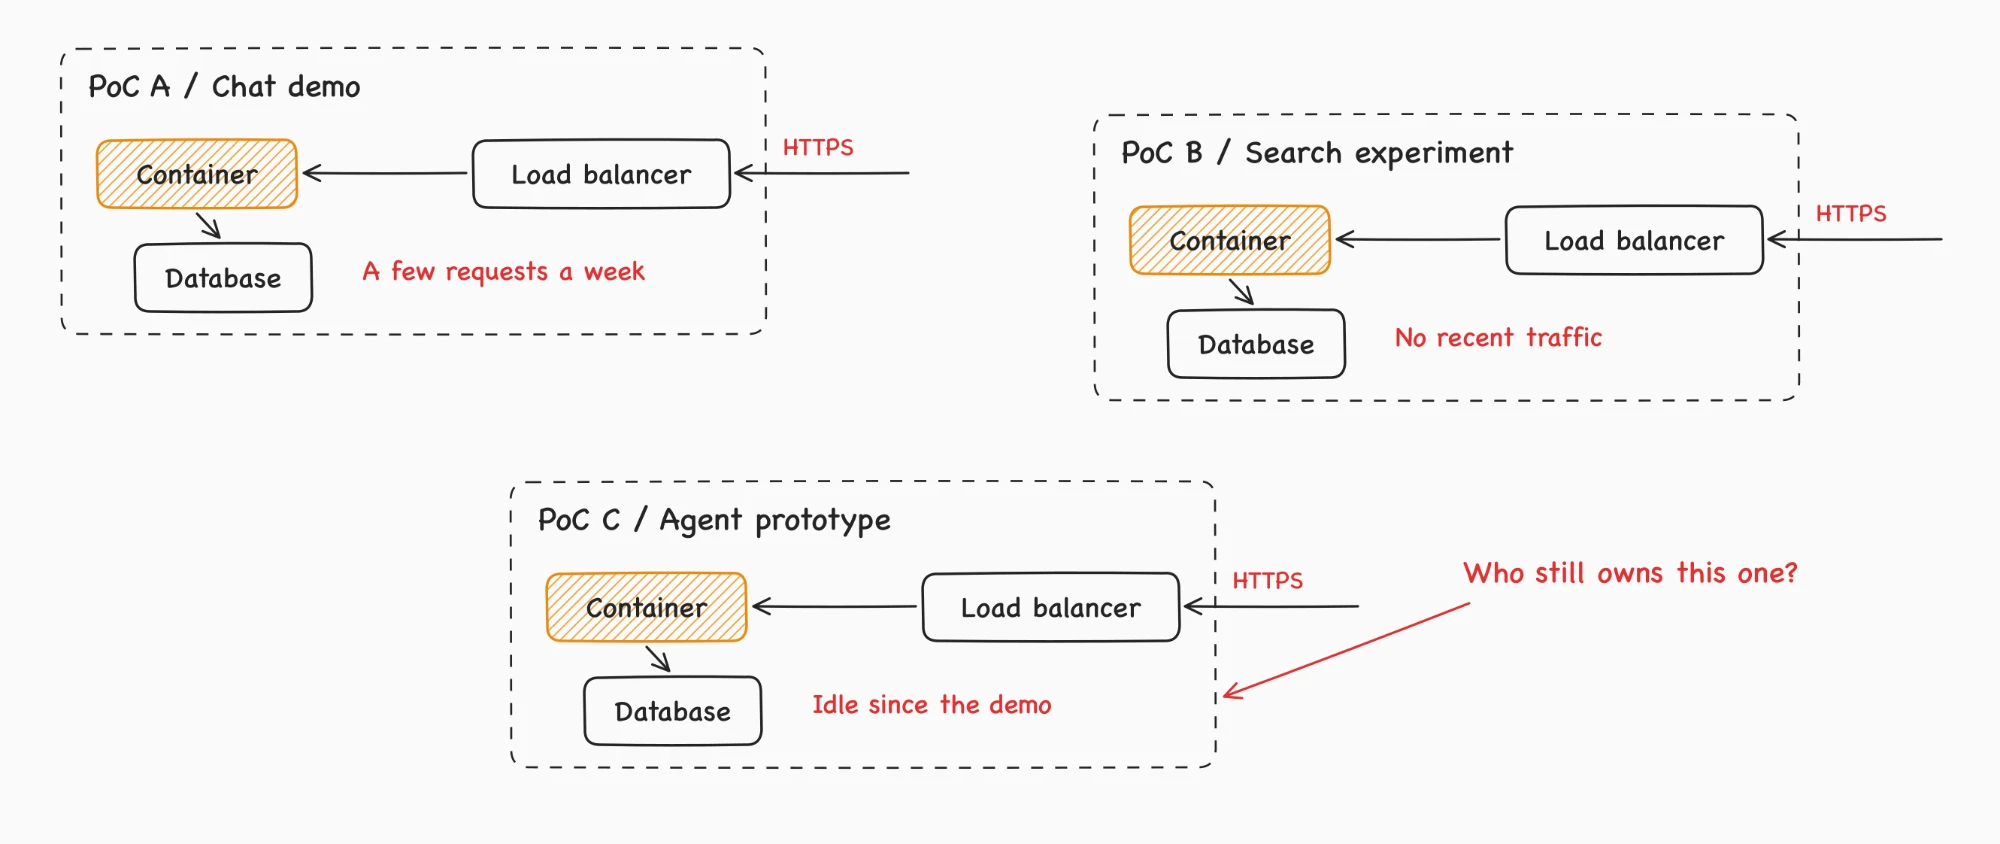 PoC A / Chat demo
HTTPS
Container
Load balancer
Database
A few requests a week
PoC B / Search experiment
HTTPS
Container
Load balancer
Database
No recent traffic
PoC C / Agent prototype
HTTPS
Container
Load balancer
Database
Idle since the demo
Who still owns this one?